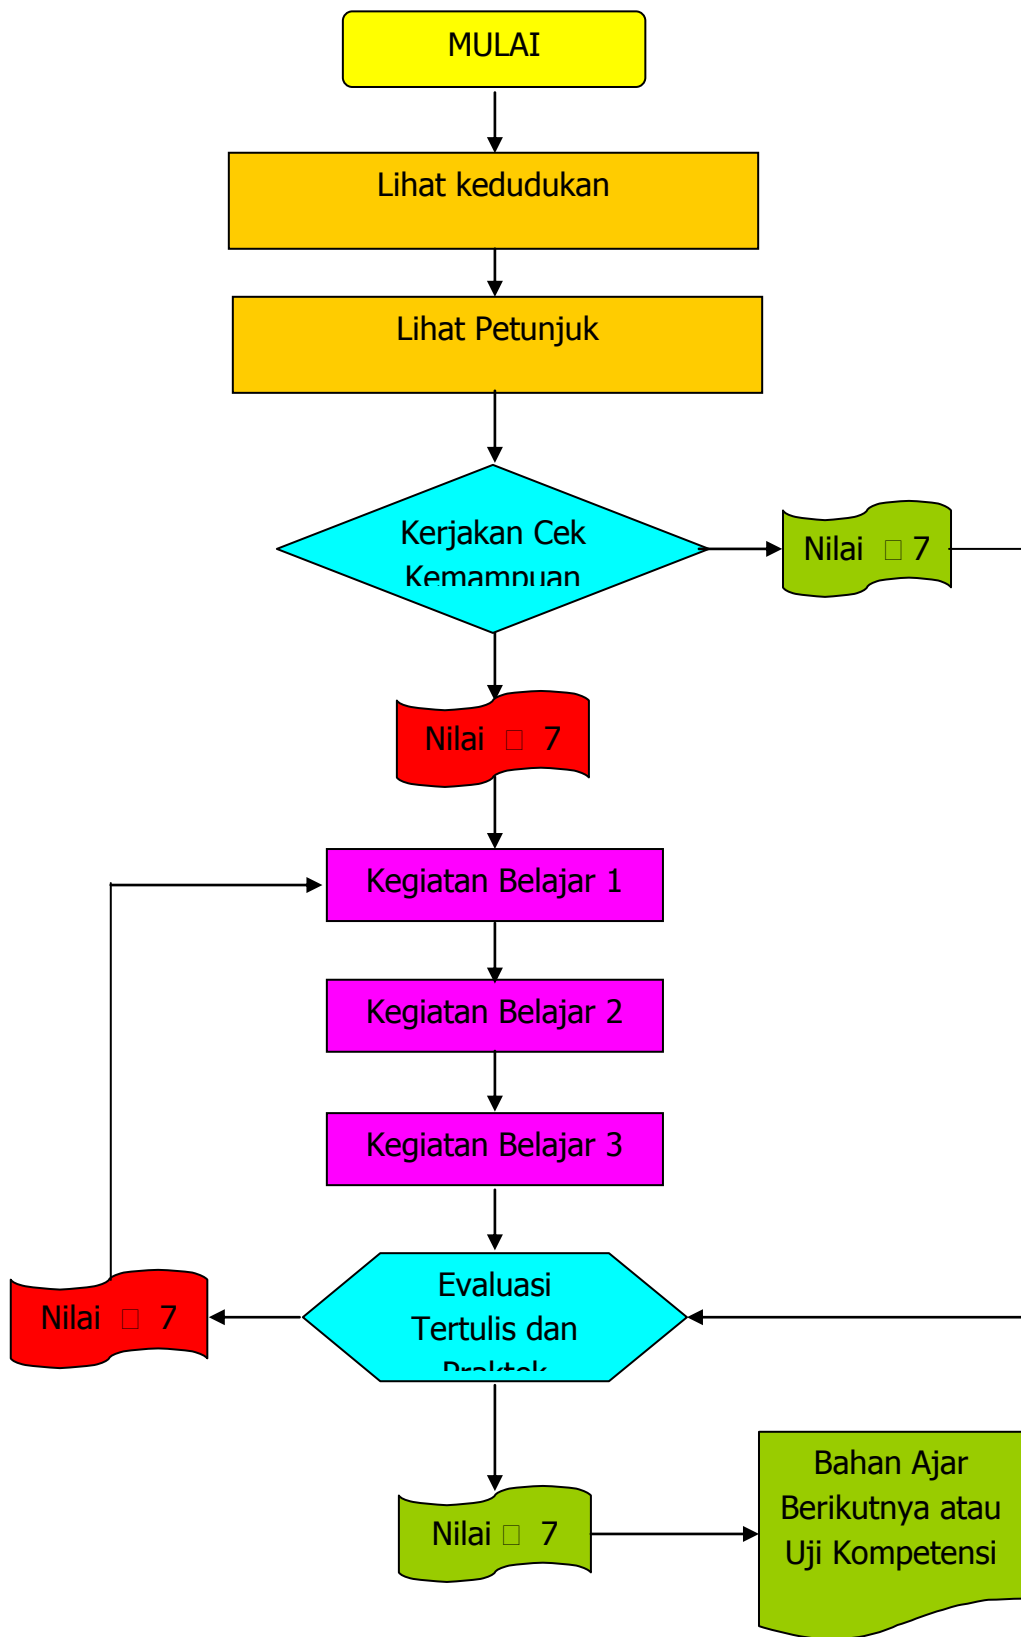 MULAI
Lihat kedudukan
Lihat Petunjuk
Kerjakan Cek
Kemampuan
Nilai □ 7
Nilai □ 7
Kegiatan Belajar 1
Kegiatan Belajar 2
Kegiatan Belajar 3
Evaluasi
Tertulis dan
Praktek
Nilai □ 7
Nilai □ 7
Bahan Ajar
Berikutnya atau
Uji Kompetensi